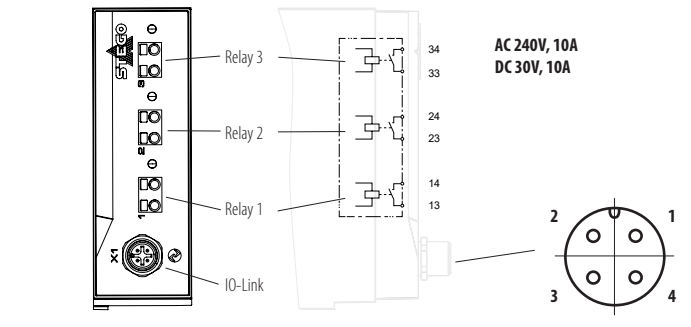 STEGO
Relay 3
Relay 2
Relay 1
IO-Link
3
2
1
X1
34
33
24
23
14
13
AC 240V, 10A
DC 30V, 10A
2
1
3
4